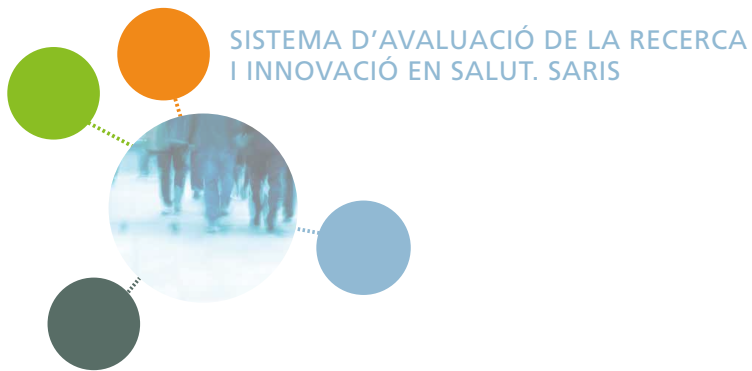 SISTEMA D’AVALUACIÓ DE LA RECERCA
I INNOVACIÓ EN SALUT. SARIS